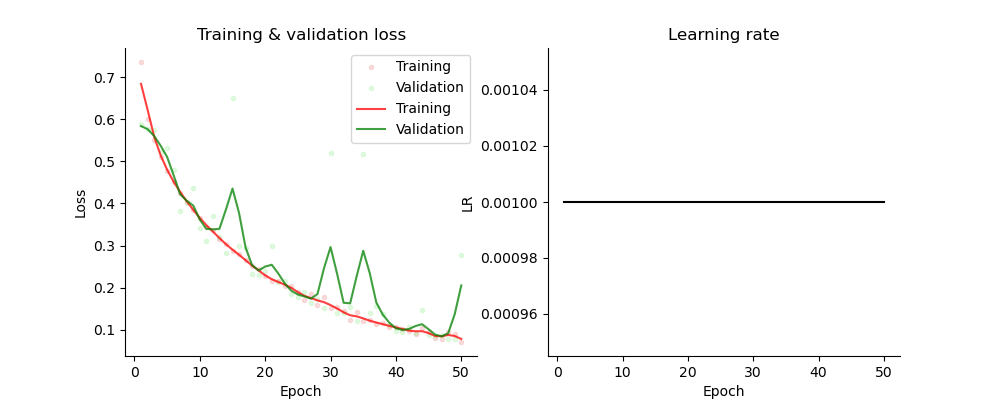 Training & validation loss
Loss
0.7
0.6
0.5
0.4
0.3
0.2
0.1
0
10
20
30
40
50
Epoch
Training
Validation
Training
Validation
Learning rate
LR
0.00104
0.00102
0.00100
0.00098
0.00096
0
10
20
30
40
50
Epoch